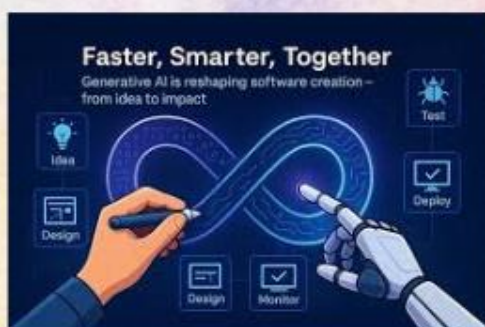 Faster, Smarter, Together
Generative AI is reshaping software creation –
from idea to impact
Idea
Test
Design
Deploy
Design
Monitor